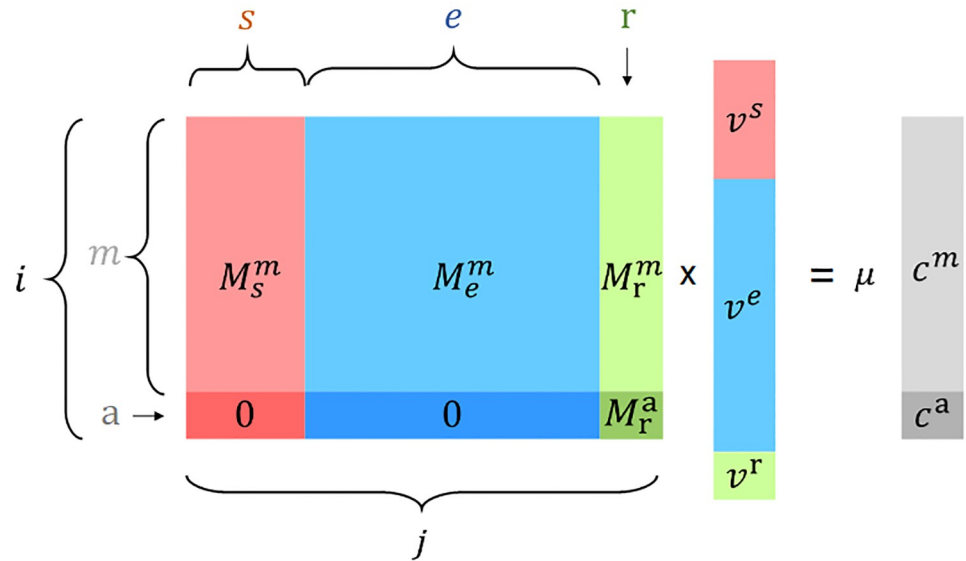 s e r
v^s
i m M_s^m M_e^m M_r^m x v^e = μ c^m
a 0 0 M_r^a c^a
v^r
j